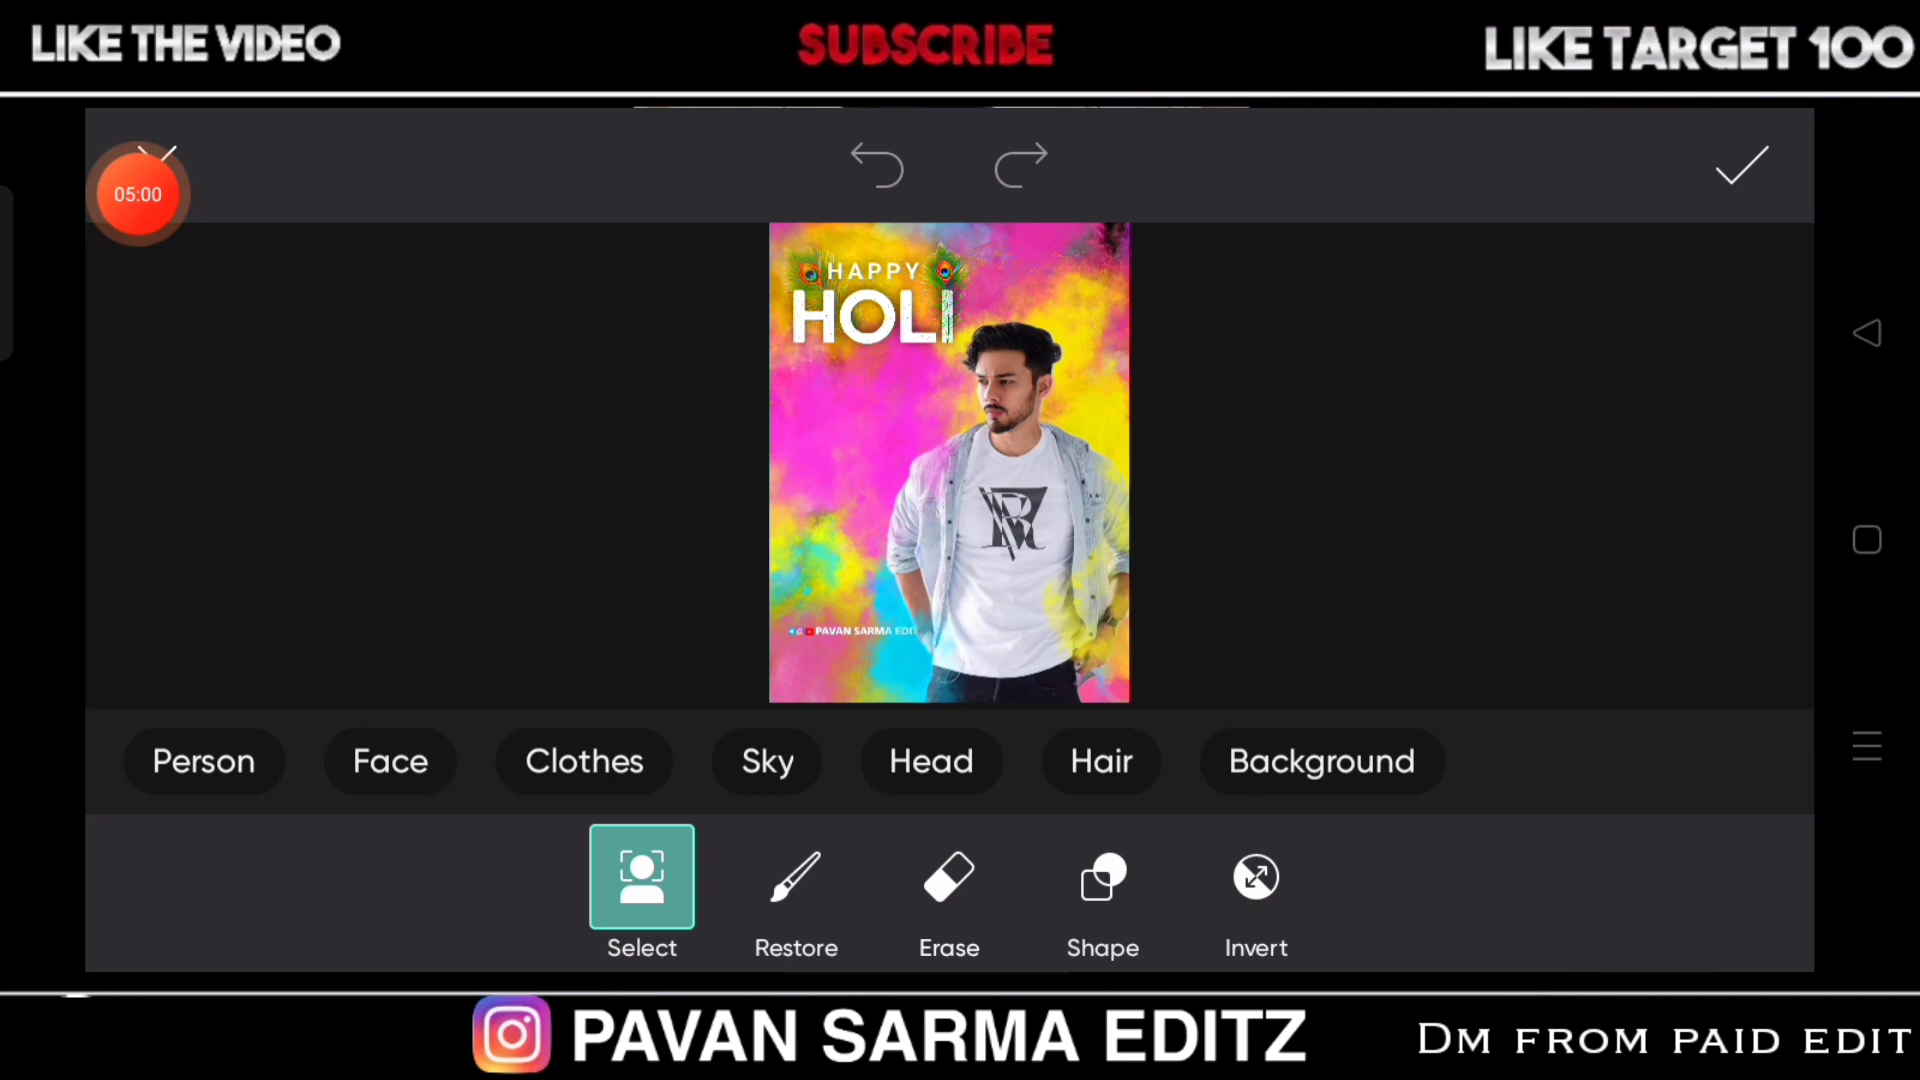 LIKE THE VIDEO
SUBSCRIBE
LIKE TARGET 100
05:00
HAPPY
HOLI
PAVAN SARMA EDIT
Person
Face
Clothes
Sky
Head
Hair
Background
Select
Restore
Erase
Shape
Invert
PAVAN SARMA EDITZ
DM FROM PAID EDIT